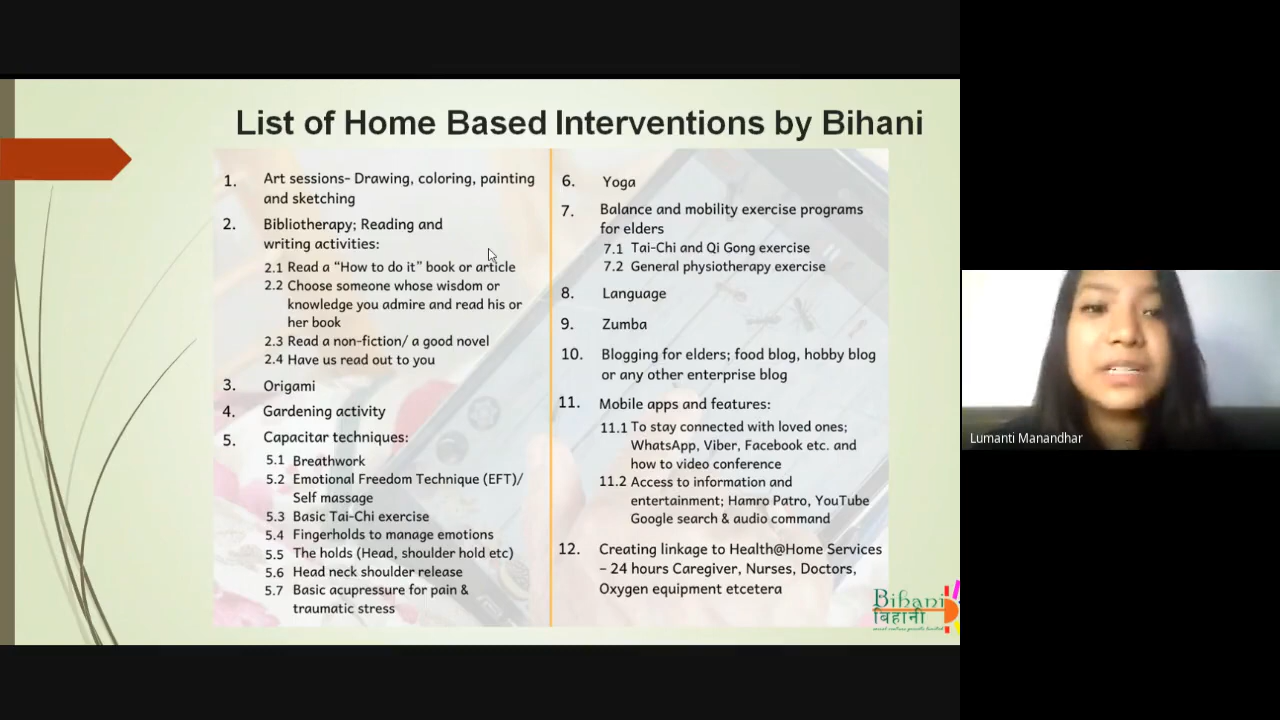 List of Home Based Interventions by Bihani
1. Art sessions- Drawing, coloring, painting
and sketching
2. Bibliotherapy; Reading and
writing activities:
2.1 Read a “How to do it” book or article
2.2 Choose someone whose wisdom or
knowledge you admire and read his or
her book
2.3 Read a non-fiction/ a good novel
2.4 Have us read out to you
3. Origami
4. Gardening activity
5. Capacitar techniques:
5.1 Breathwork
5.2 Emotional Freedom Technique (EFT)/
Self massage
5.3 Basic Tai-Chi exercise
5.4 Fingerholds to manage emotions
5.5 The holds (Head, shoulder hold etc)
5.6 Head neck shoulder release
5.7 Basic acupressure for pain &
traumatic stress
6. Yoga
7. Balance and mobility exercise programs
for elders
7.1 Tai-Chi and Qi Gong exercise
7.2 General physiotherapy exercise
8. Language
9. Zumba
10. Blogging for elders; food blog, hobby blog
or any other enterprise blog
11. Mobile apps and features:
11.1 To stay connected with loved ones;
WhatsApp, Viber, Facebook etc. and
how to video conference
11.2 Access to information and
entertainment; Hamro Patro, YouTube
Google search & audio command
12. Creating linkage to Health@Home Services
– 24 hours Caregiver, Nurses, Doctors,
Oxygen equipment etcetera
Bihani
बिहानी
Lumanti Manandhar